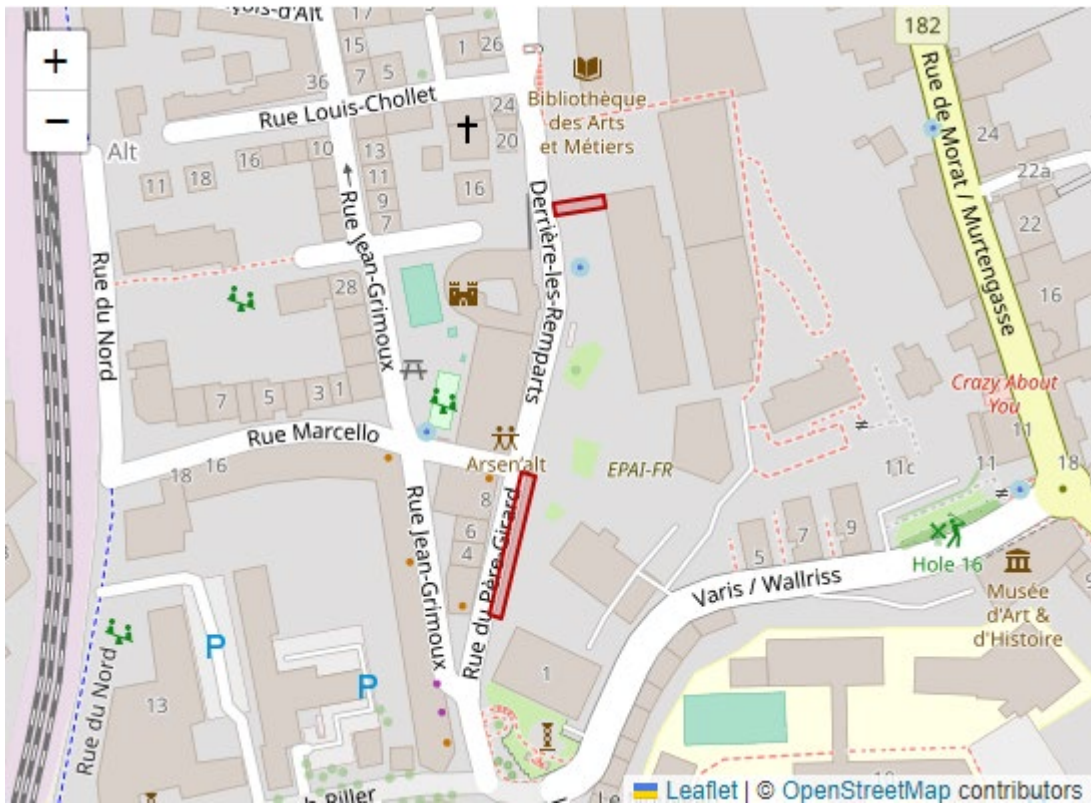 +
−
çois-d'Alt
17
15
7
5
36
1
26
182
Rue Louis-Chollet
24
20
Bibliothèque
des Arts
et Métiers
Rue de Morat / Murtengasse
24
22a
22
16
Alt
16
10
13
11
9
7
11
18
16
← Rue Jean-Grimoux
Derrière-les-Remparts
Rue du Nord
28
7
5
3
1
Crazy About
You
11
Rue Marcello
Arsen'alt
EPAI-FR
18
16
8
6
4
11c
11
18
Rue Jean-Grimoux
Rue du Père-Girard
5
7
9
Hole 16
Varis / Wallriss
Musée
d'Art &
d'Histoire
P
P
Rue du Nord
13
1
h Piller
Leaflet | © OpenStreetMap contributors